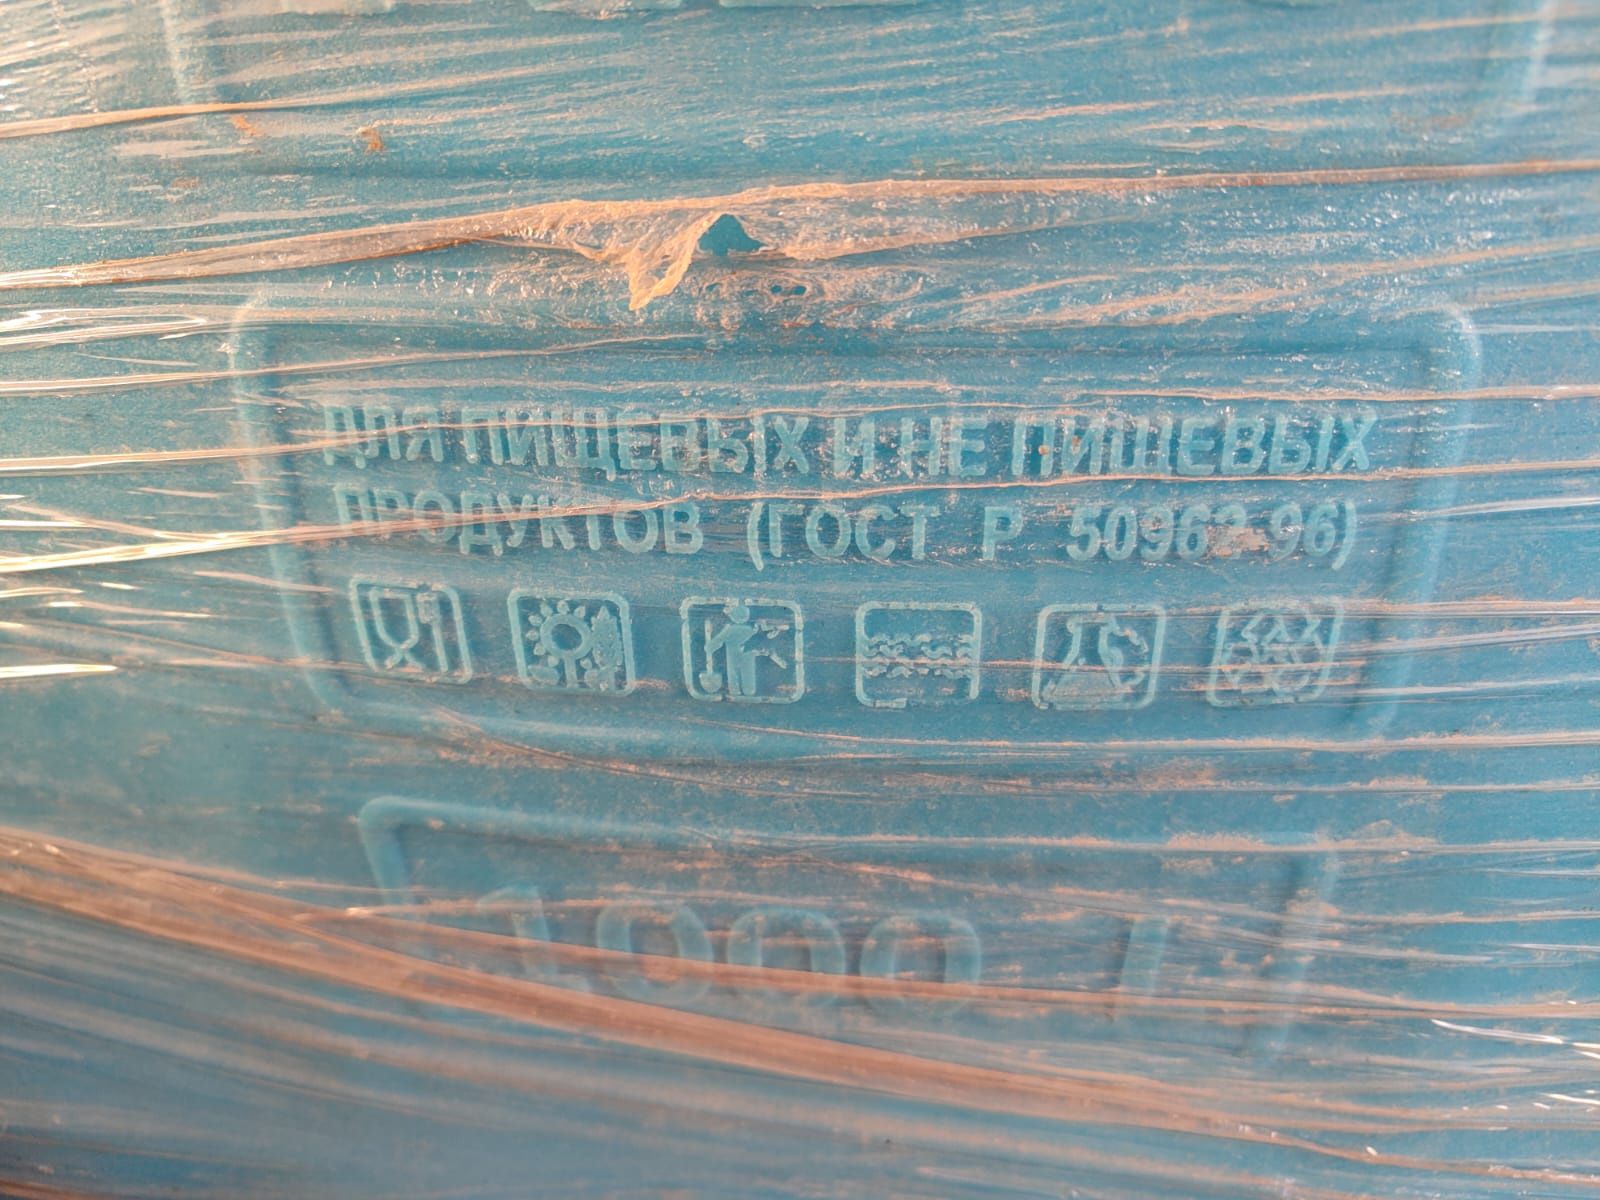 ДЛЯ ПИЩЕВЫХ И НЕ ПИЩЕВЫХ
ПРОДУКТОВ (ГОСТ Р 50962-96)
1000 L